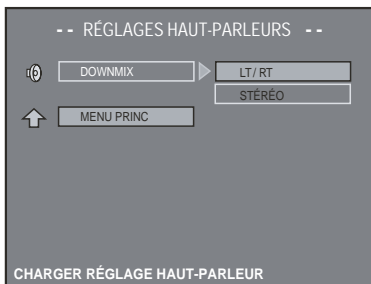 - - RÉGLAGES HAUT-PARLEURS - -
DOWNMIX LT/ RT
STÉRÉO
MENU PRINC
CHARGER RÉGLAGE HAUT-PARLEUR